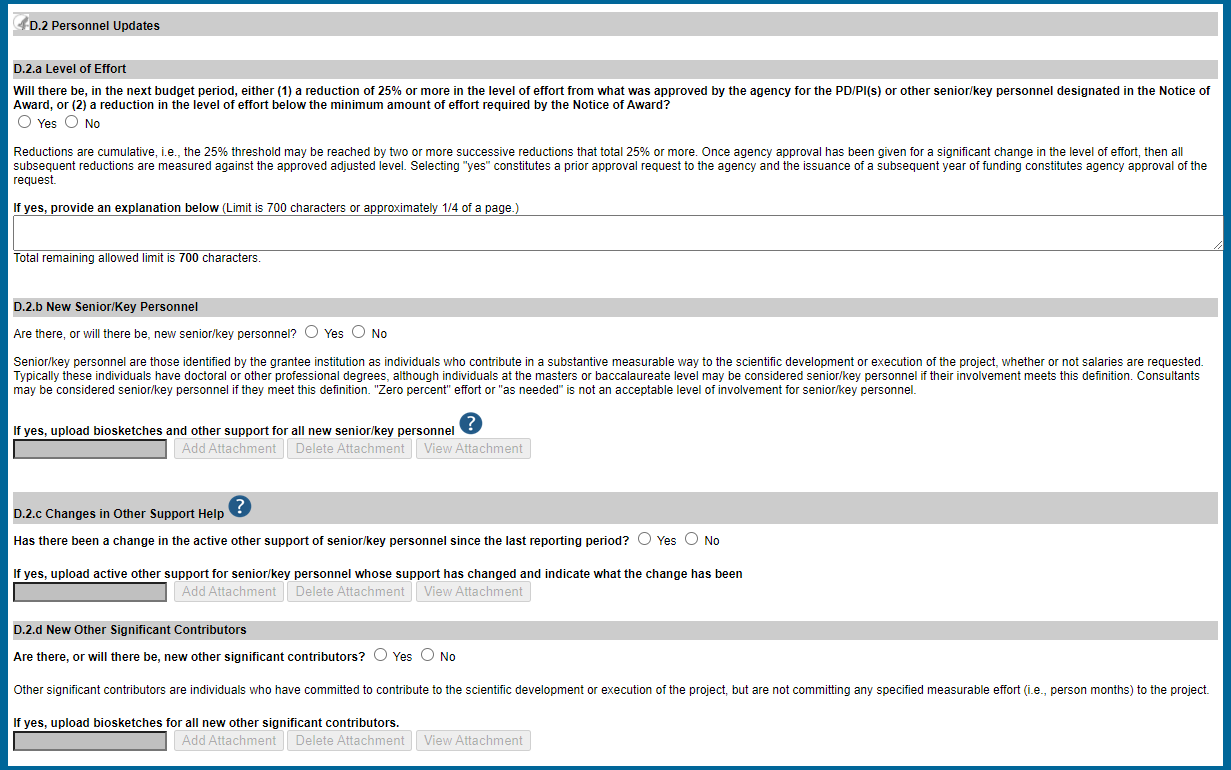 D.2 Personnel Updates
D.2.a Level of Effort
Will there be, in the next budget period, either (1) a reduction of 25% or more in the level of effort from what was approved by the agency for the PD/PI(s) or other senior/key personnel designated in the Notice of
Award, or (2) a reduction in the level of effort below the minimum amount of effort required by the Notice of Award?
Yes No
Reductions are cumulative, i.e., the 25% threshold may be reached by two or more successive reductions that total 25% or more. Once agency approval has been given for a significant change in the level of effort, then all
subsequent reductions are measured against the approved adjusted level. Selecting "yes" constitutes a prior approval request to the agency and the issuance of a subsequent year of funding constitutes agency approval of the
request.
If yes, provide an explanation below (Limit is 700 characters or approximately 1/4 of a page.)
Total remaining allowed limit is 700 characters.
D.2.b New Senior/Key Personnel
Are there, or will there be, new senior/key personnel? Yes No
Senior/key personnel are those identified by the grantee institution as individuals who contribute in a substantive measurable way to the scientific development or execution of the project, whether or not salaries are requested.
Typically these individuals have doctoral or other professional degrees, although individuals at the masters or baccalaureate level may be considered senior/key personnel if their involvement meets this definition. Consultants
may be considered senior/key personnel if they meet this definition. "Zero percent" effort or "as needed" is not an acceptable level of involvement for senior/key personnel.
If yes, upload biosketches and other support for all new senior/key personnel ?
Add Attachment Delete Attachment View Attachment
D.2.c Changes in Other Support Help ?
Has there been a change in the active other support of senior/key personnel since the last reporting period? Yes No
If yes, upload active other support for senior/key personnel whose support has changed and indicate what the change has been
Add Attachment Delete Attachment View Attachment
D.2.d New Other Significant Contributors
Are there, or will there be, new other significant contributors? Yes No
Other significant contributors are individuals who have committed to contribute to the scientific development or execution of the project, but are not committing any specified measurable effort (i.e., person months) to the project.
If yes, upload biosketches for all new other significant contributors.
Add Attachment Delete Attachment View Attachment